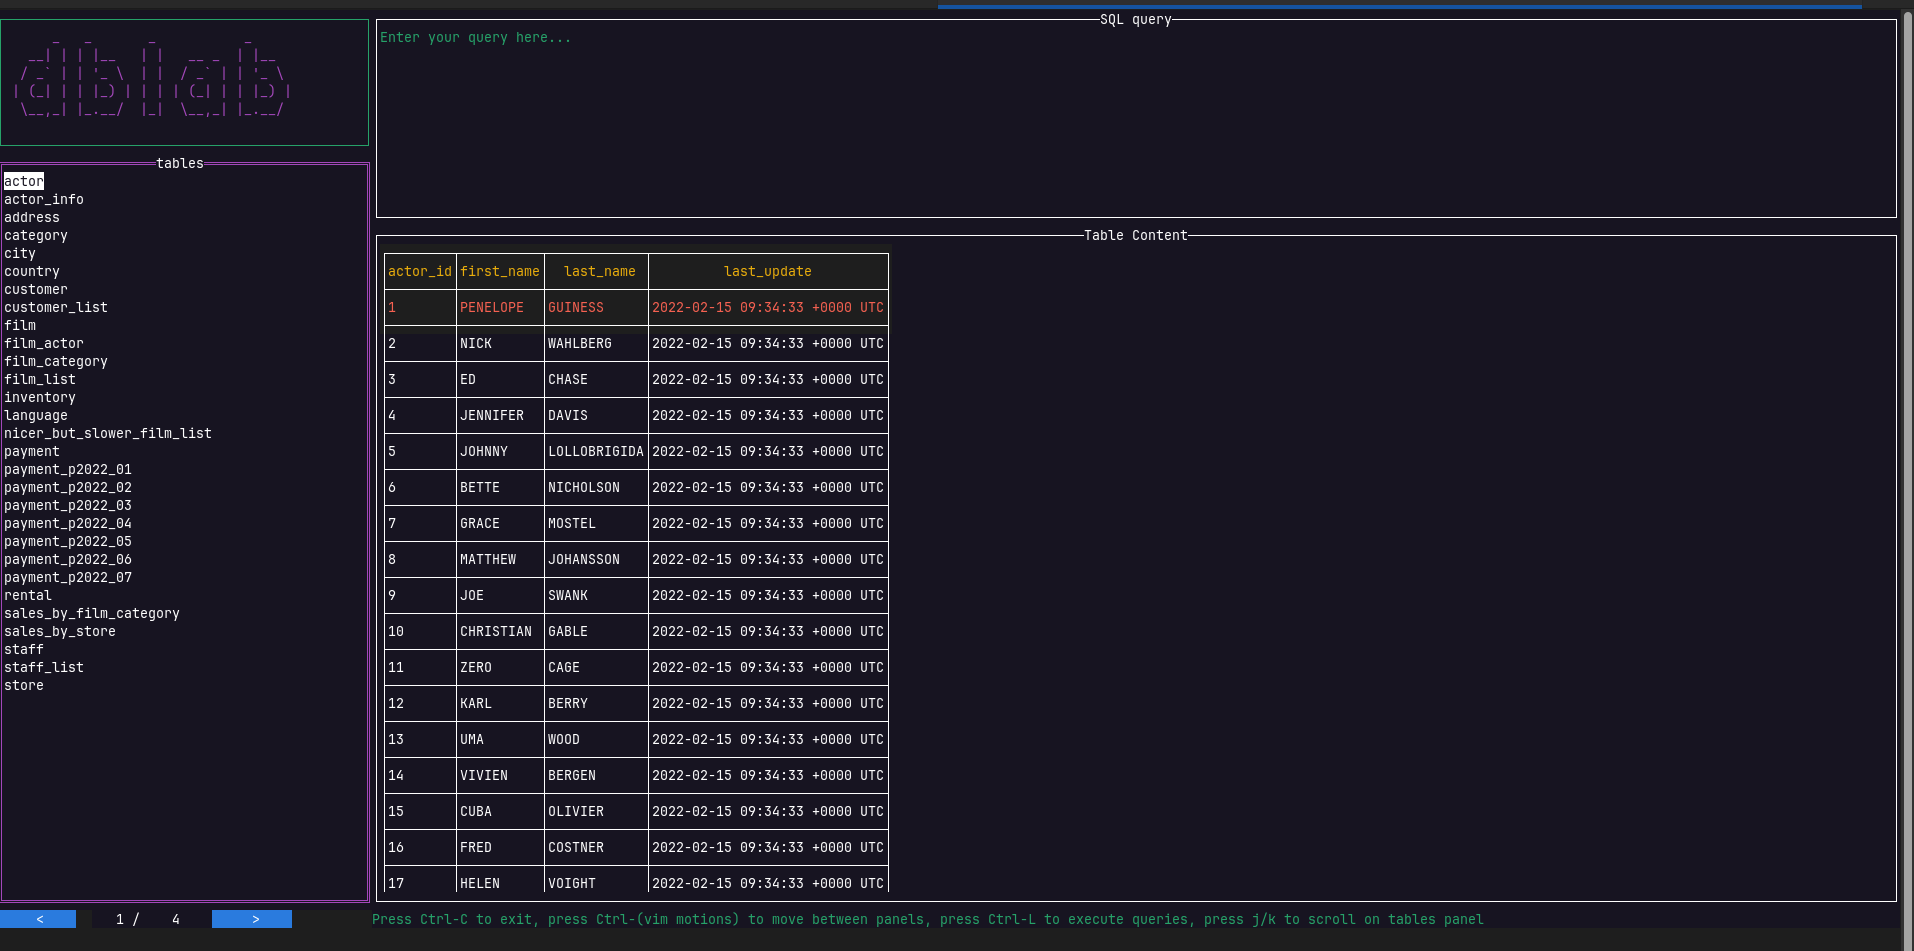 dblab
tables
actor
actor_info
address
category
city
country
customer
customer_list
film
film_actor
film_category
film_list
inventory
language
nicer_but_slower_film_list
payment
payment_p2022_01
payment_p2022_02
payment_p2022_03
payment_p2022_04
payment_p2022_05
payment_p2022_06
payment_p2022_07
rental
sales_by_film_category
sales_by_store
staff
staff_list
store
SQL query
Enter your query here...
Table Content
actor_id first_name last_name last_update
1 PENELOPE GUINESS 2022-02-15 09:34:33 +0000 UTC
2 NICK WAHLBERG 2022-02-15 09:34:33 +0000 UTC
3 ED CHASE 2022-02-15 09:34:33 +0000 UTC
4 JENNIFER DAVIS 2022-02-15 09:34:33 +0000 UTC
5 JOHNNY LOLLOBRIGIDA 2022-02-15 09:34:33 +0000 UTC
6 BETTE NICHOLSON 2022-02-15 09:34:33 +0000 UTC
7 GRACE MOSTEL 2022-02-15 09:34:33 +0000 UTC
8 MATTHEW JOHANSSON 2022-02-15 09:34:33 +0000 UTC
9 JOE SWANK 2022-02-15 09:34:33 +0000 UTC
10 CHRISTIAN GABLE 2022-02-15 09:34:33 +0000 UTC
11 ZERO CAGE 2022-02-15 09:34:33 +0000 UTC
12 KARL BERRY 2022-02-15 09:34:33 +0000 UTC
13 UMA WOOD 2022-02-15 09:34:33 +0000 UTC
14 VIVIEN BERGEN 2022-02-15 09:34:33 +0000 UTC
15 CUBA OLIVIER 2022-02-15 09:34:33 +0000 UTC
16 FRED COSTNER 2022-02-15 09:34:33 +0000 UTC
17 HELEN VOIGHT 2022-02-15 09:34:33 +0000 UTC
< 1 / 4 >
Press Ctrl-C to exit, press Ctrl-(vim motions) to move between panels, press Ctrl-L to execute queries, press j/k to scroll on tables panel